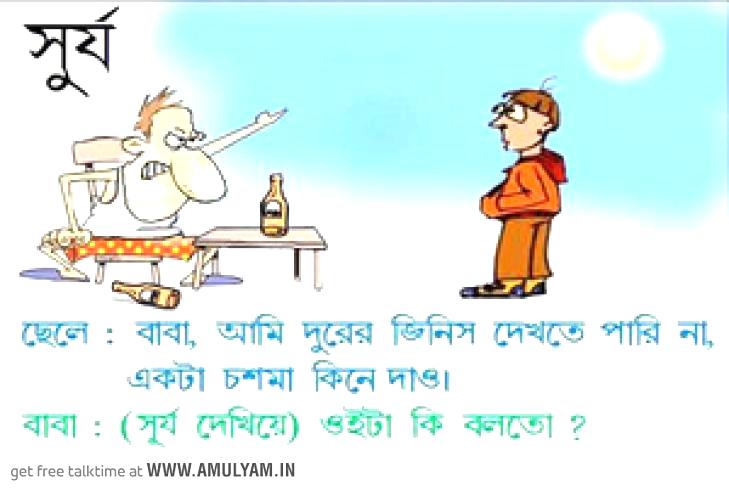 সূর্য
ছেলে : বাবা, আমি দুরের জিনিস দেখতে পারি না,
একটা চশমা কিনে দাও।
বাবা : ( সূর্য দেখিয়ে) ওইটা কি বলতো ?
get free talktime at WWW.AMULYAM.IN